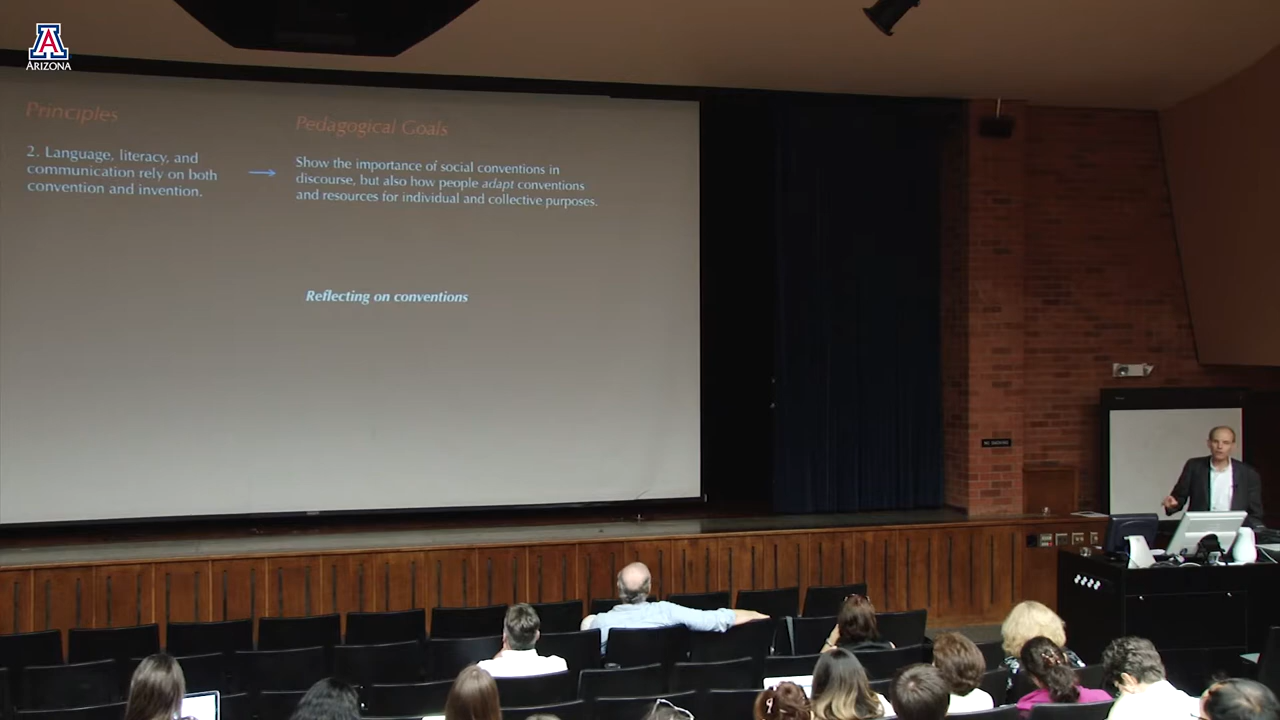 ARIZONA
Principles
2. Language, literacy, and
communication rely on both
convention and invention.
→
Pedagogical Goals
Show the importance of social conventions in
discourse, but also how people adapt conventions
and resources for individual and collective purposes.
Reflecting on conventions
NO SMOKING